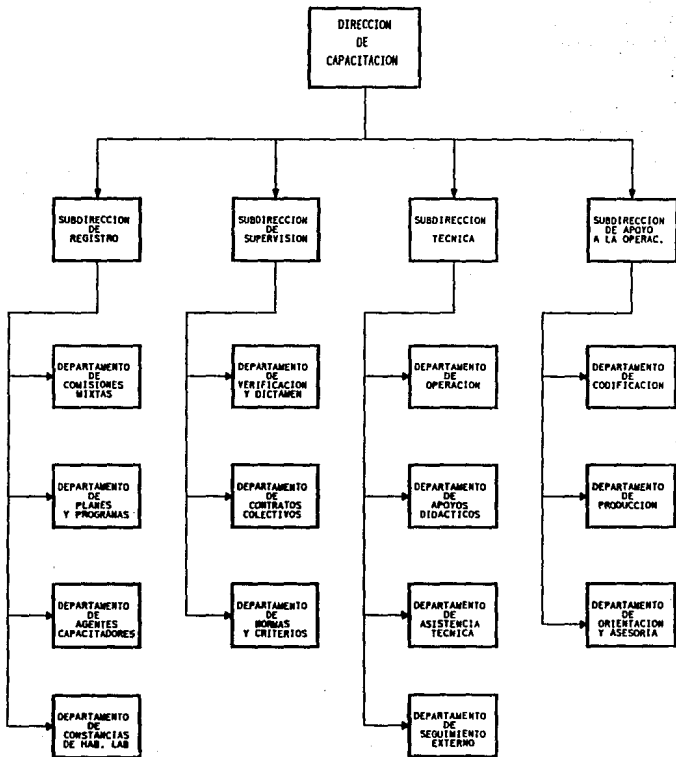 DIRECCION
DE
CAPACITACION
SUBDIRECCION
DE
REGISTRO
SUBDIRECCION
DE
SUPERVISION
SUBDIRECCION
TECNICA
SUBDIRECCION
DE APOYO
A LA OPERAC.
DEPARTAMENTO
DE
COMISIONES
MIXTAS
DEPARTAMENTO
DE
VERIFICACION
Y DICTAMEN
DEPARTAMENTO
DE
OPERACION
DEPARTAMENTO
DE
CODIFICACION
DEPARTAMENTO
DE
PLANES
Y PROGRAMAS
DEPARTAMENTO
DE
CONTRATOS
COLECTIVOS
DEPARTAMENTO
DE
APOYOS
DIDACTICOS
DEPARTAMENTO
DE
PRODUCCION
DEPARTAMENTO
DE
AGENTES
CAPACITADORES
DEPARTAMENTO
DE
NORMAS
Y CRITERIOS
DEPARTAMENTO
DE
ASISTENCIA
TECNICA
DEPARTAMENTO
DE
ORIENTACION
Y ASESORIA
DEPARTAMENTO
DE
CONSTANCIAS
DE HAB. LAB
DEPARTAMENTO
DE
SEGUIMIENTO
EXTERNO